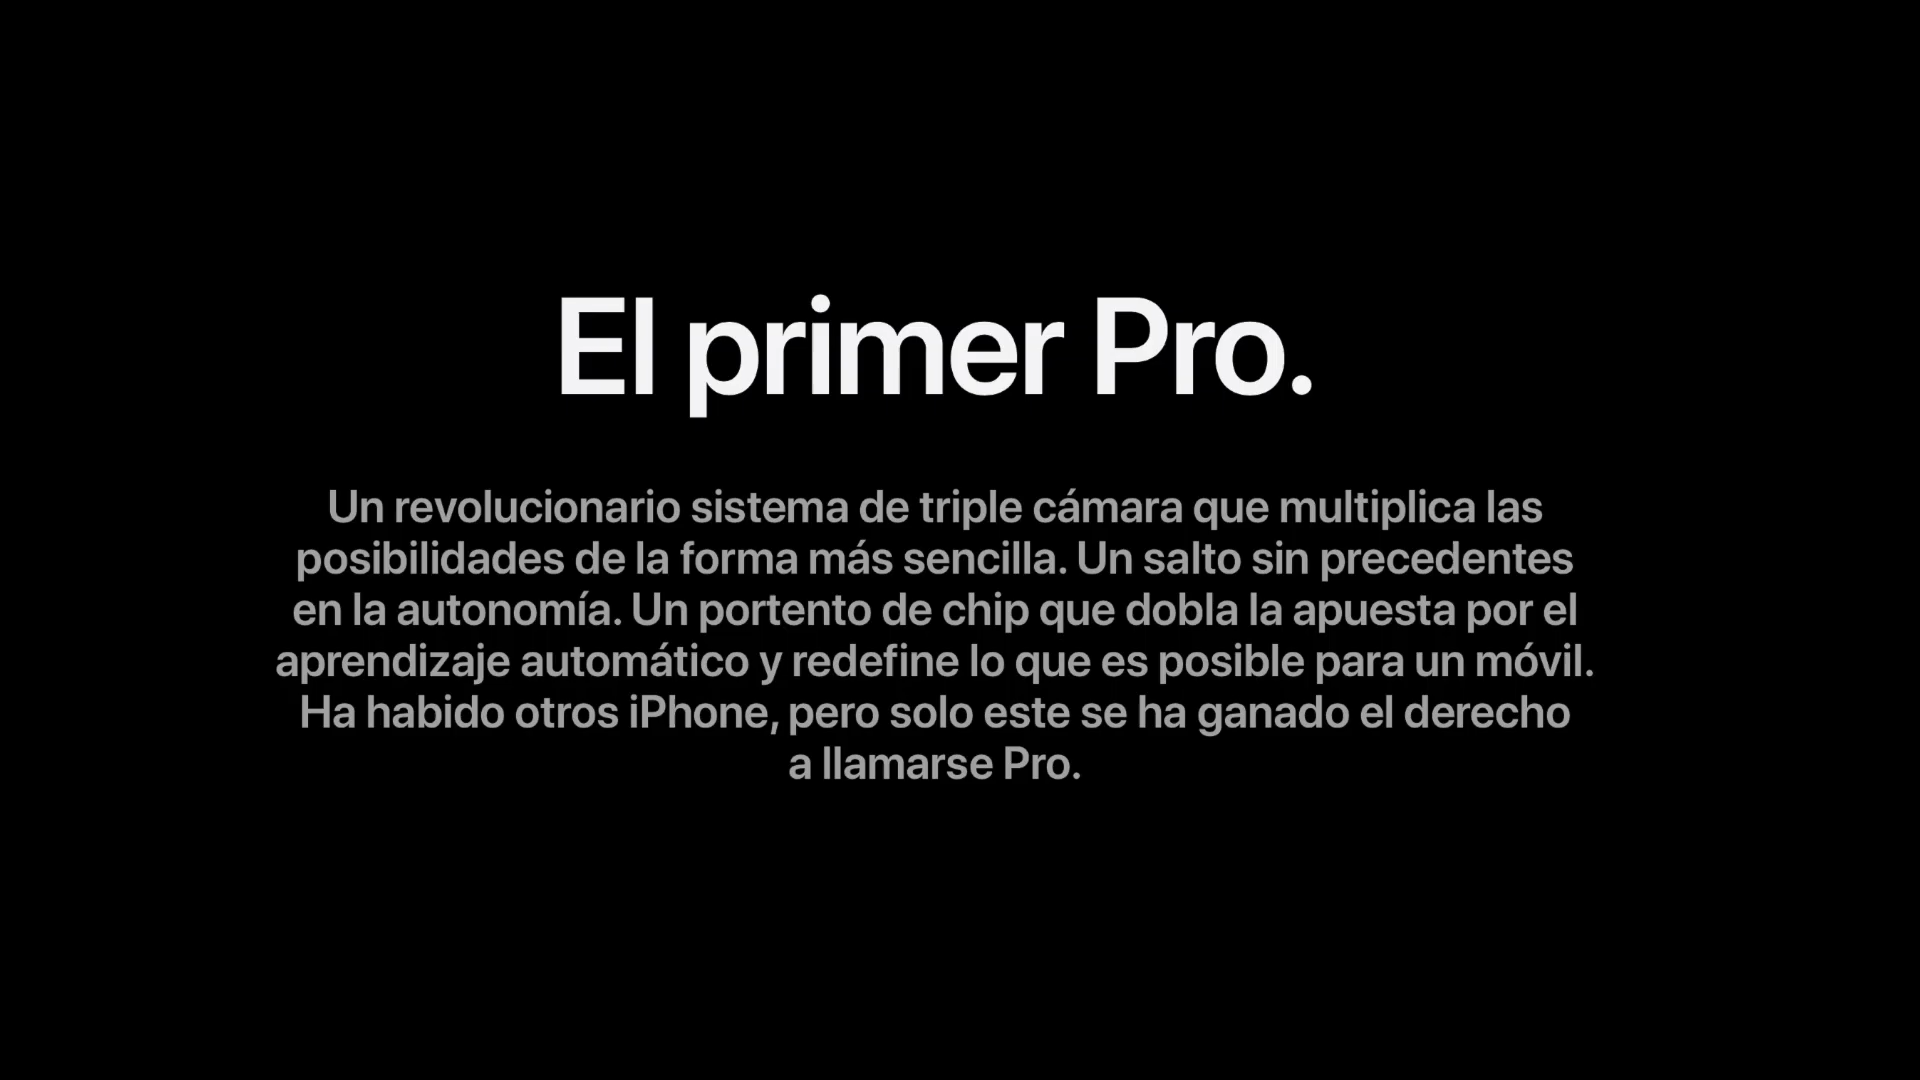 El primer Pro.
Un revolucionario sistema de triple cámara que multiplica las
posibilidades de la forma más sencilla. Un salto sin precedentes
en la autonomía. Un portento de chip que dobla la apuesta por el
aprendizaje automático y redefine lo que es posible para un móvil.
Ha habido otros iPhone, pero solo este se ha ganado el derecho
a llamarse Pro.